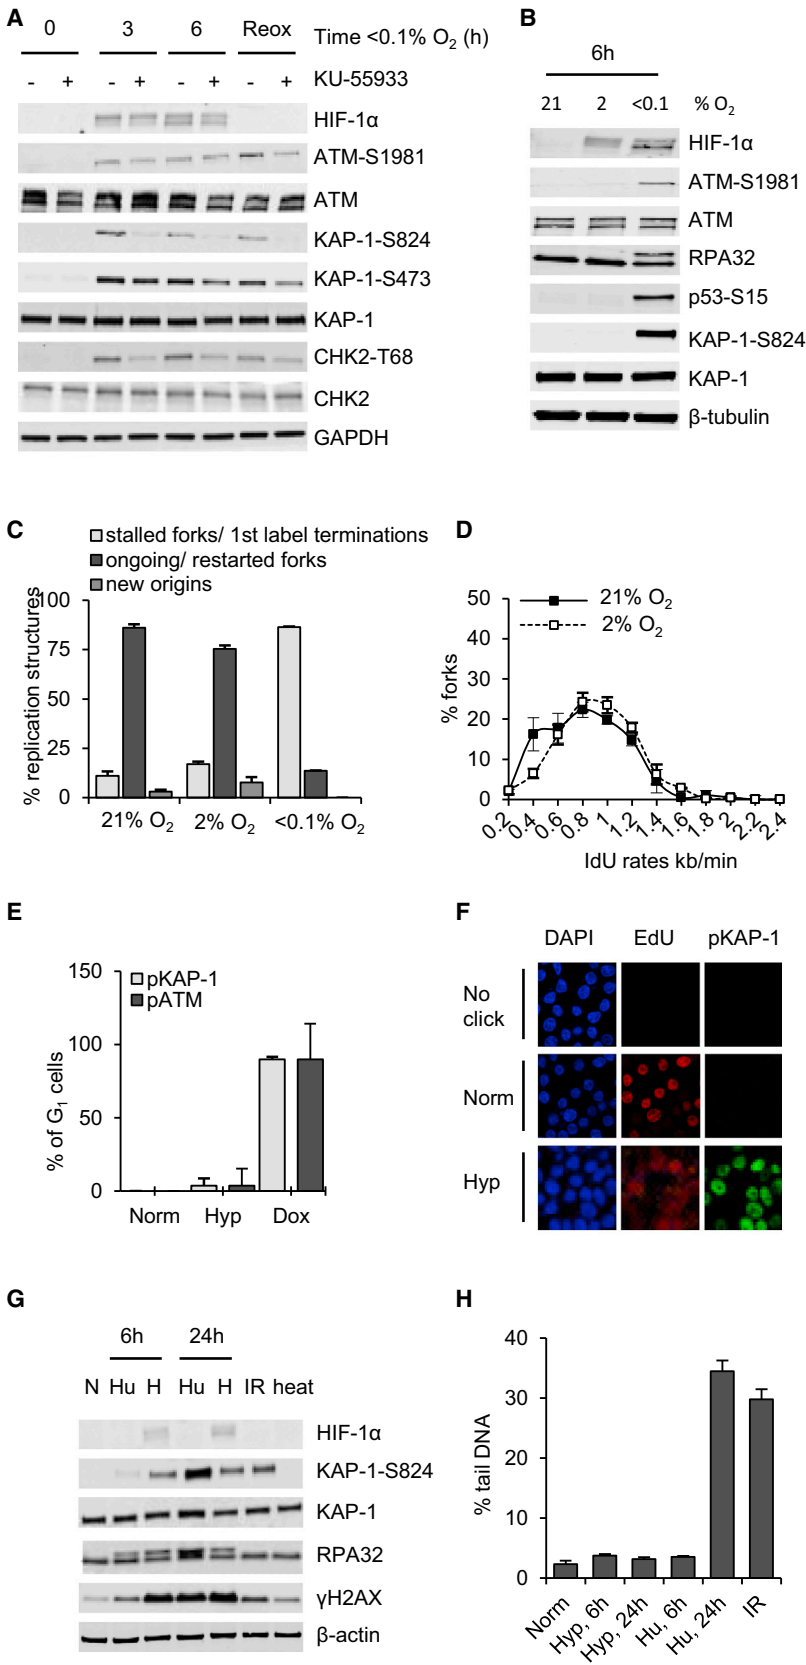 A
0 3 6 Reox Time <0.1% O₂ (h)
- + - + - + - + KU-55933
HIF-1α
ATM-S1981
ATM
KAP-1-S824
KAP-1-S473
KAP-1
CHK2-T68
CHK2
GAPDH
B
6h
21 2 <0.1 % O₂
HIF-1α
ATM-S1981
ATM
RPA32
p53-S15
KAP-1-S824
KAP-1
β-tubulin
C
stalled forks/ 1st label terminations
ongoing/ restarted forks
new origins
% replication structures
100
75
50
25
0
21% O₂ 2% O₂ <0.1% O₂
D
21% O₂
2% O₂
% forks
50
40
30
20
10
0
0.2 0.4 0.6 0.8 1 1.2 1.4 1.6 1.8 2 2.2 2.4
IdU rates kb/min
E
pKAP-1
pATM
% of G₁ cells
150
100
50
0
Norm Hyp Dox
F
DAPI EdU pKAP-1
No
click
Norm
Hyp
G
6h 24h
N Hu H Hu H IR heat
HIF-1α
KAP-1-S824
KAP-1
RPA32
γH2AX
β-actin
H
% tail DNA
40
30
20
10
0
Norm Hyp, 6h Hyp, 24h Hu, 6h Hu, 24h IR